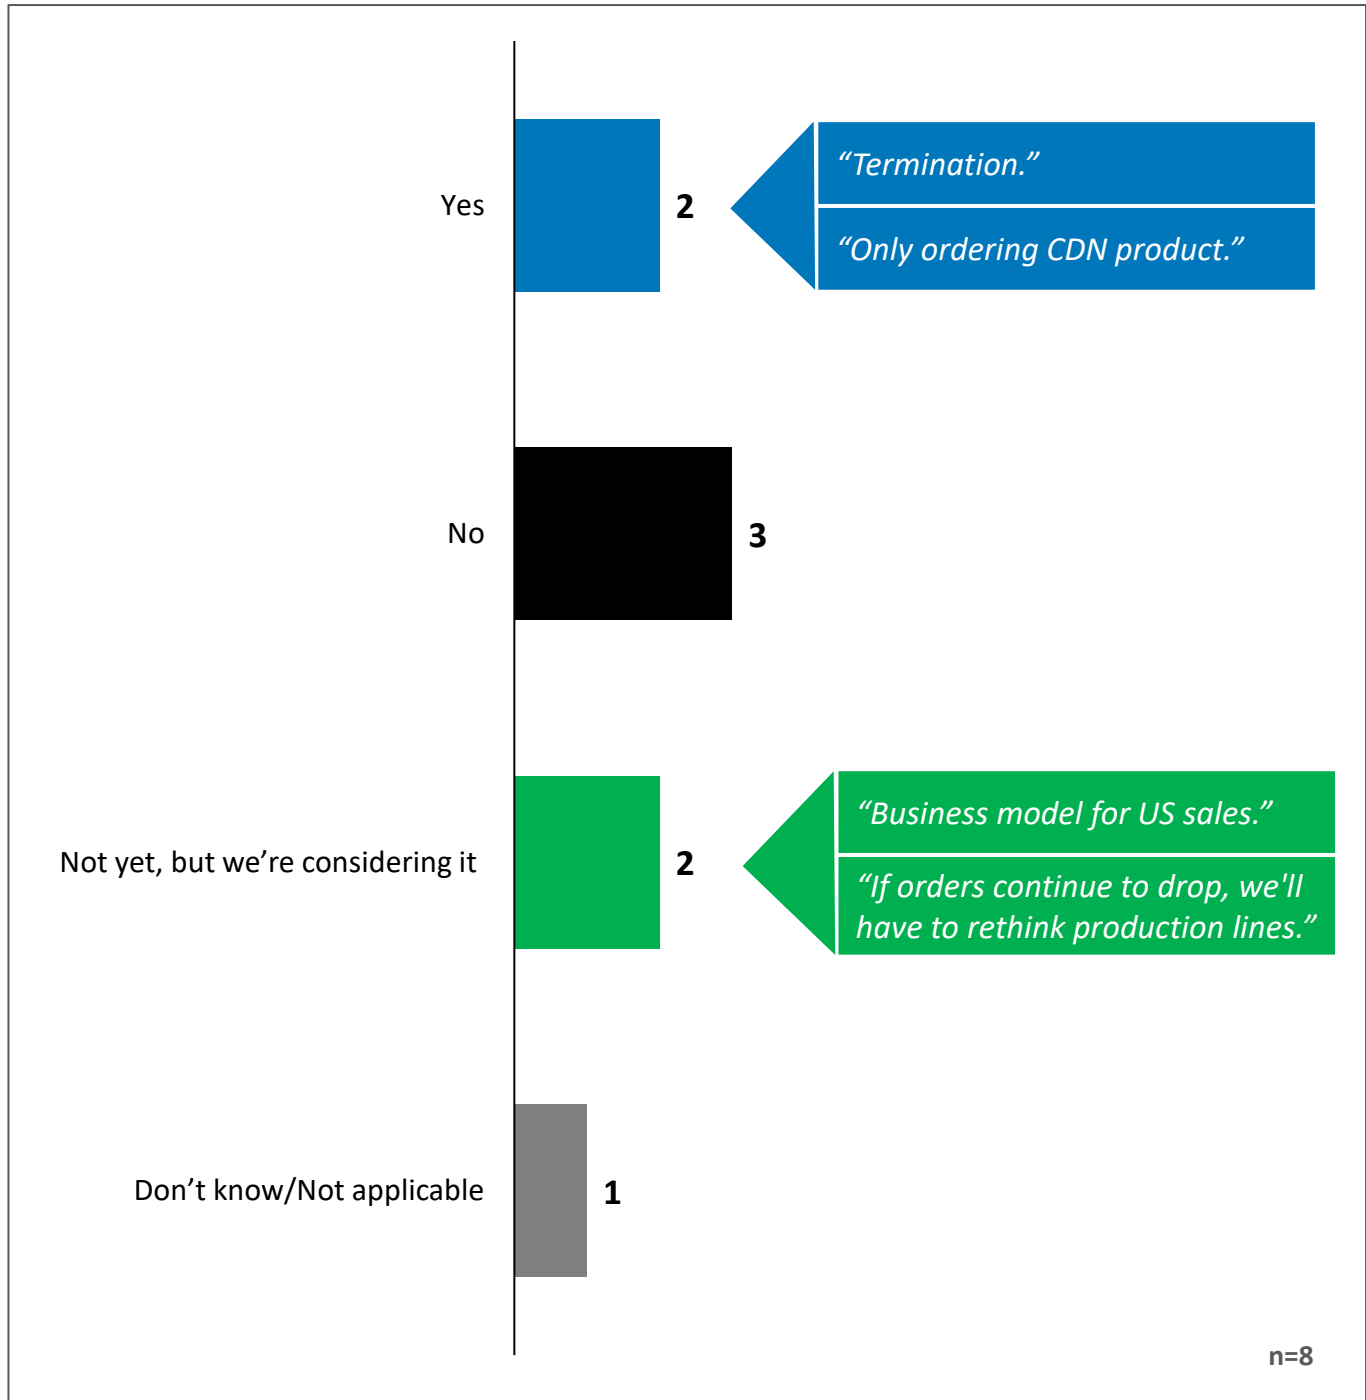 Yes
2
“Termination.”
“Only ordering CDN product.”
No
3
Not yet, but we’re considering it
2
“Business model for US sales.”
“If orders continue to drop, we'll
have to rethink production lines.”
Don’t know/Not applicable
1
n=8